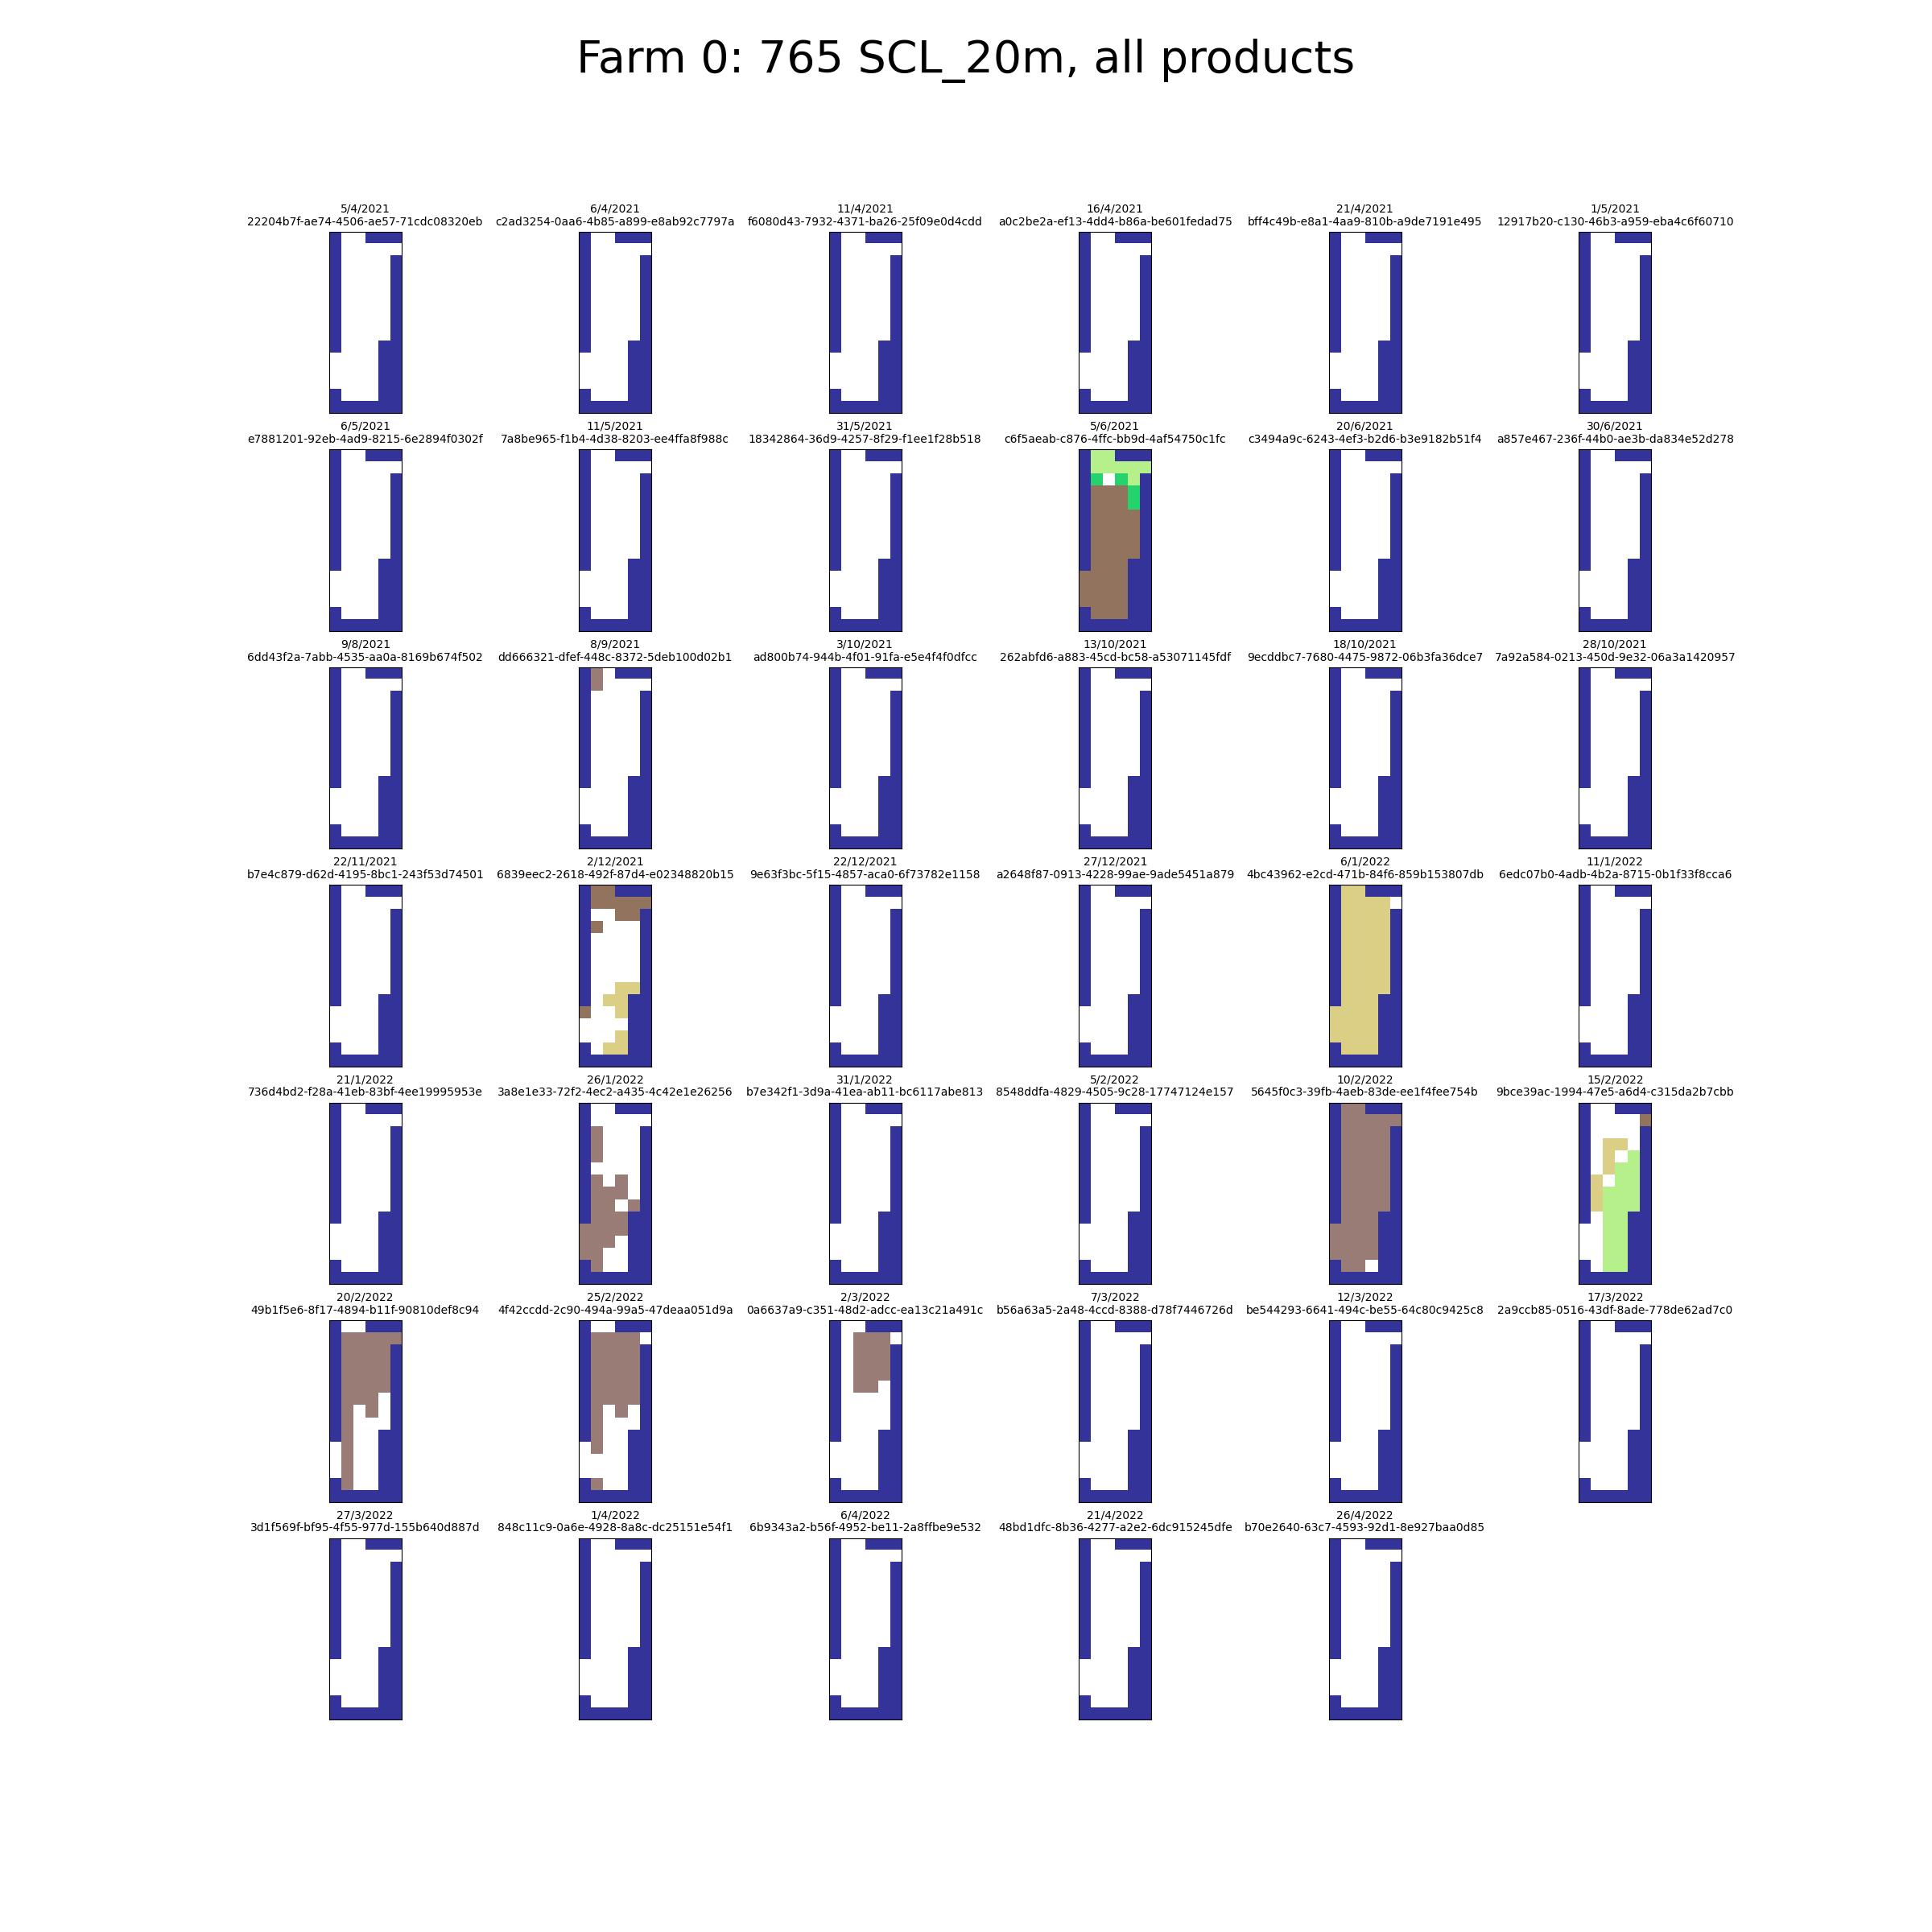 Farm 0: 765 SCL_20m, all products
5/4/2021 6/4/2021 11/4/2021 16/4/2021 21/4/2021 1/5/2021
22204b7f-ae74-4506-ae57-71cdc08320eb c2ad3254-0aa6-4b85-a899-e8ab92c7797a f6080d43-7932-4371-ba26-25f09e0d4cdd a0c2be2a-ef13-4dd4-b86a-be601fedad75 bff4c49b-e8a1-4aa9-810b-a9de7191e495 12917b20-c130-46b3-a959-eba4c6f60710
6/5/2021 11/5/2021 31/5/2021 5/6/2021 20/6/2021 30/6/2021
e7881201-92eb-4ad9-8215-6e2894f0302f 7a8be965-f1b4-4d38-8203-ee4ffa8f988c 18342864-36d9-4257-8f29-f1ee1f28b518 c6f5aeab-c876-4ffc-bb9d-4af54750c1fc c3494a9c-6243-4ef3-b2d6-b3e9182b51f4 a857e467-236f-44b0-ae3b-da834e52d278
9/8/2021 8/9/2021 3/10/2021 13/10/2021 18/10/2021 28/10/2021
6dd43f2a-7abb-4535-aa0a-8169b674f502 dd666321-dfef-448c-8372-5deb100d02b1 ad800b74-944b-4f01-91fa-e5e4f4f0dfcc 262abfd6-a883-45cd-bc58-a53071145fdf 9ecddbc7-7680-4475-9872-06b3fa36dce7 7a92a584-0213-450d-9e32-06a3a1420957
22/11/2021 2/12/2021 22/12/2021 27/12/2021 6/1/2022 11/1/2022
b7e4c879-d62d-4195-8bc1-243f53d74501 6839eec2-2618-492f-87d4-e02348820b15 9e63f3bc-5f15-4857-aca0-6f73782e1158 a2648f87-0913-4228-99ae-9ade5451a879 4bc43962-e2cd-471b-84f6-859b153807db 6edc07b0-4adb-4b2a-8715-0b1f33f8cca6
21/1/2022 26/1/2022 31/1/2022 5/2/2022 10/2/2022 15/2/2022
736d4bd2-f28a-41eb-83bf-4ee19995953e 3a8e1e33-72f2-4ec2-a435-4c42e1e26256 b7e342f1-3d9a-41ea-ab11-bc6117abe813 8548ddfa-4829-4505-9c28-17747124e157 5645f0c3-39fb-4aeb-83de-ee1f4fee754b 9bce39ac-1994-47e5-a6d4-c315da2b7cbb
20/2/2022 25/2/2022 2/3/2022 7/3/2022 12/3/2022 17/3/2022
49b1f5e6-8f17-4894-b11f-90810def8c94 4f42ccdd-2c90-494a-99a5-47deaa051d9a 0a6637a9-c351-48d2-adcc-ea13c21a491c b56a63a5-2a48-4ccd-8388-d78f7446726d be544293-6641-494c-be55-64c80c9425c8 2a9ccb85-0516-43df-8ade-778de62ad7c0
27/3/2022 1/4/2022 6/4/2022 21/4/2022 26/4/2022
3d1f569f-bf95-4f55-977d-155b640d887d 848c11c9-0a6e-4928-8a8c-dc25151e54f1 6b9343a2-b56f-4952-be11-2a8ffbe9e532 48bd1dfc-8b36-4277-a2e2-6dc915245dfe b70e2640-63c7-4593-92d1-8e927baa0d85